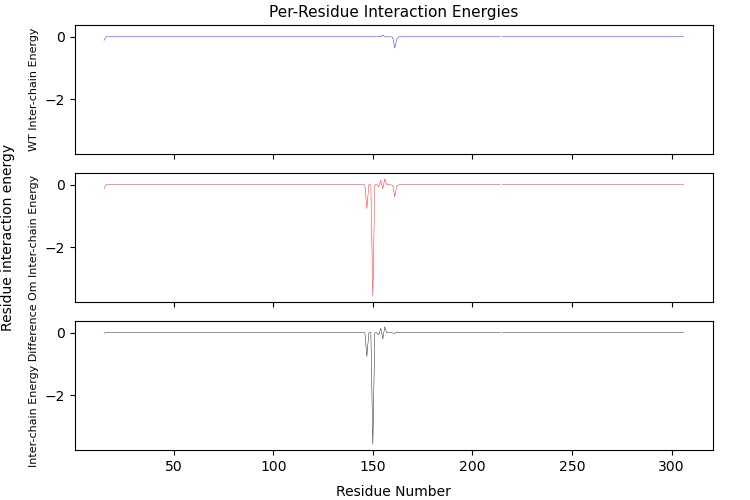 Per-Residue Interaction Energies
Residue interaction energy
WT Inter-chain Energy
0
−2
Om Inter-chain Energy
0
−2
Inter-chain Energy Difference
0
−2
50
100
150
200
250
300
Residue Number